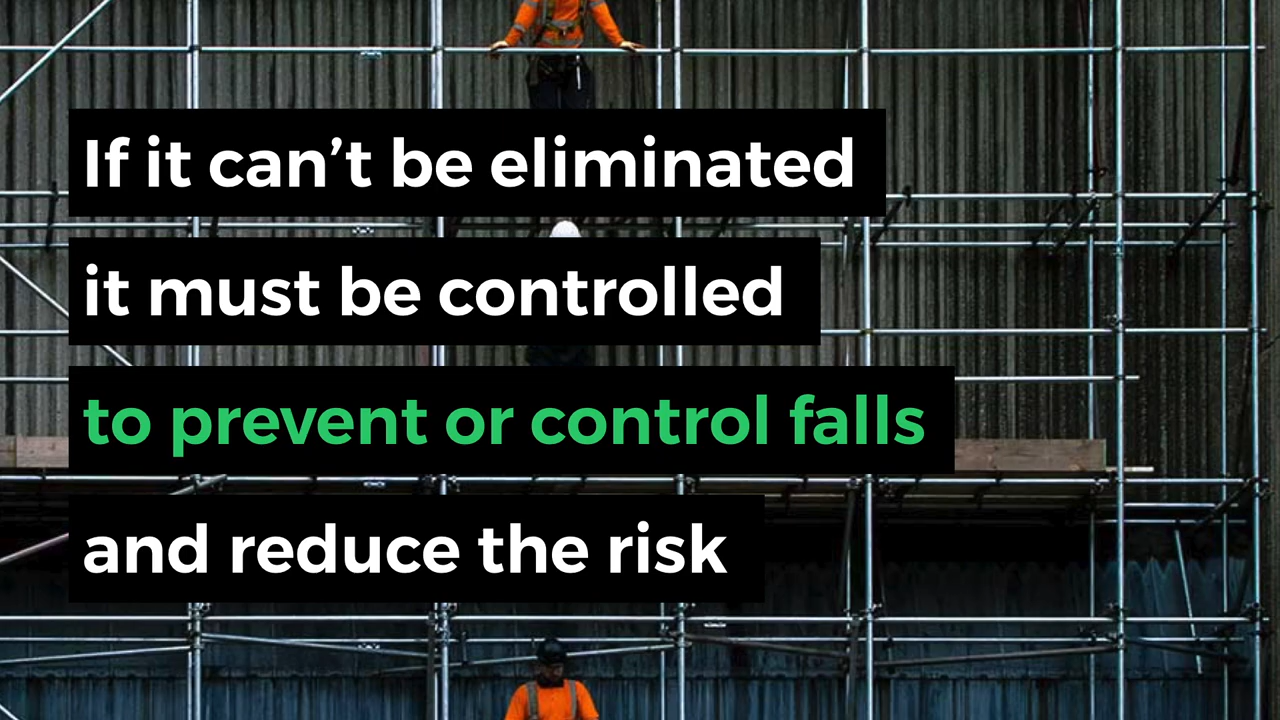 If it can’t be eliminated
it must be controlled
to prevent or control falls
and reduce the risk